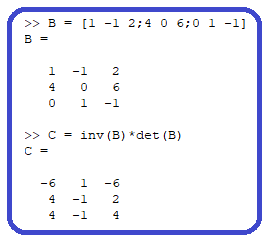 >> B = [1 -1 2;4 0 6;0 1 -1]
B =
1 -1 2
4 0 6
0 1 -1
>> C = inv(B)*det(B)
C =
-6 1 -6
4 -1 2
4 -1 4